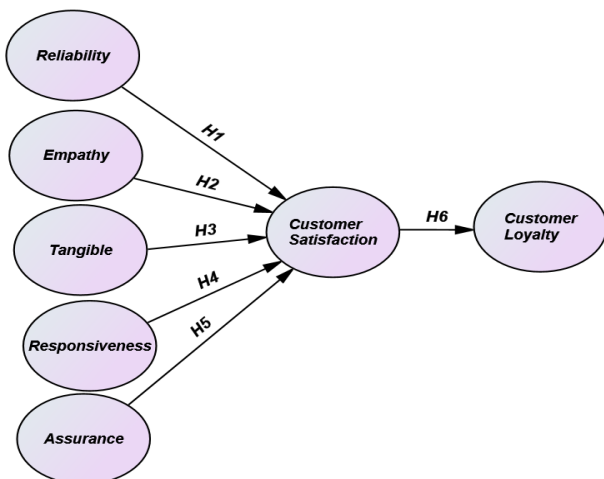 Reliability
H1
Empathy
H2
Tangible
H3
Customer
Satisfaction
H6
Customer
Loyalty
Responsiveness
H4
H5
Assurance